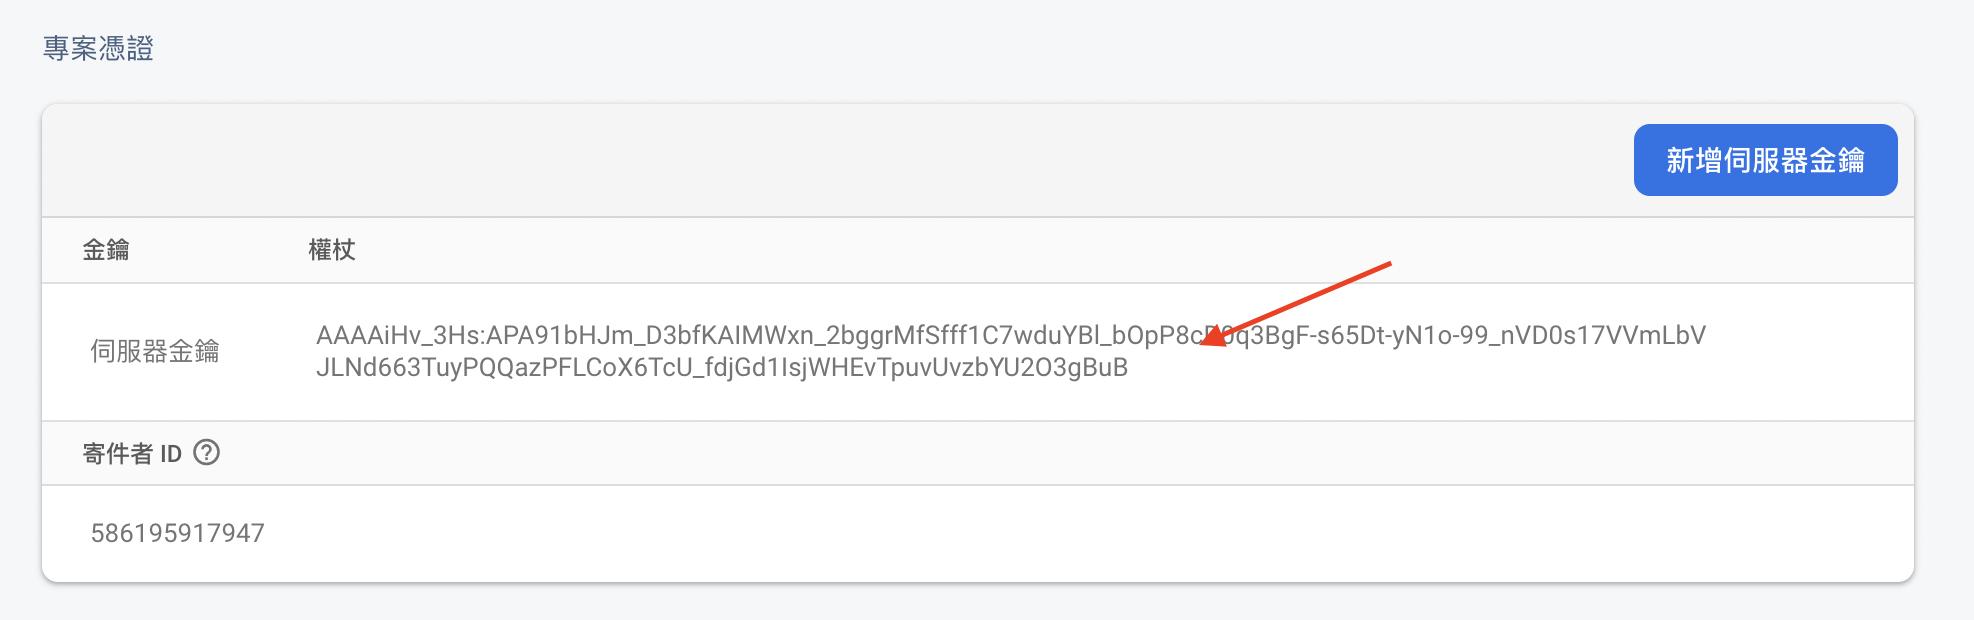 專案憑證
新增伺服器金鑰
金鑰 權杖
伺服器金鑰
AAAAiHv_3Hs:APA91bHJm_D3bfKAIMWxn_2bggrMfSfff1C7wduYBl_bOpP8c
q3BgF-s65Dt-yN1o-99_nVD0s17VVmLbV
JLNd663TuyPQQazPFLCoX6TcU_fdjGd1IsjWHEvTpuvUvzbYU2O3gBuB
寄件者 ID
586195917947